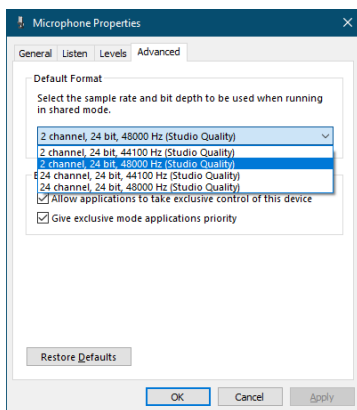 Microphone Properties
General Listen Levels Advanced
Default Format
Select the sample rate and bit depth to be used when running
in shared mode.
2 channel, 24 bit, 48000 Hz (Studio Quality)
2 channel, 24 bit, 44100 Hz (Studio Quality)
2 channel, 24 bit, 48000 Hz (Studio Quality)
24 channel, 24 bit, 44100 Hz (Studio Quality)
24 channel, 24 bit, 48000 Hz (Studio Quality)
Allow applications to take exclusive control of this device
Give exclusive mode applications priority
Restore Defaults
OK Cancel Apply